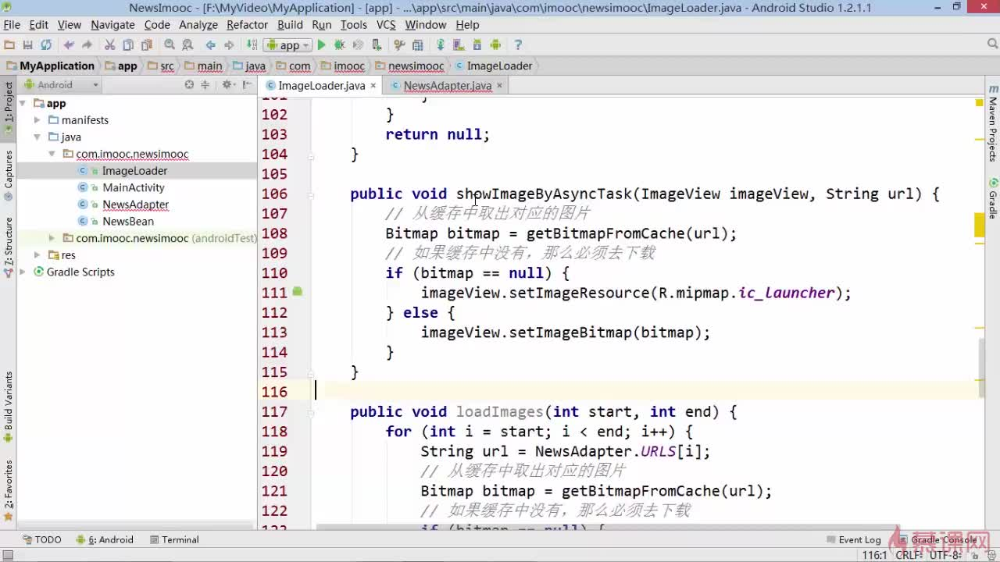 NewsImooc - [F:\MyVideo\MyApplication] - [app] - ...\app\src\main\java\com\imooc\newsimooc\ImageLoader.java - Android Studio 1.2.1.1
File Edit View Navigate Code Analyze Refactor Build Run Tools VCS Window Help
app
MyApplication app src main java com imooc newsimooc ImageLoader
Android
ImageLoader.java NewsAdapter.java
1: Project
Captures
7: Structure
Build Variants
2: Favorites
app
manifests
java
com.imooc.newsimooc
ImageLoader
MainActivity
NewsAdapter
NewsBean
com.imooc.newsimooc (androidTest)
res
Gradle Scripts
101 }
102 }
103 return null;
104 }
105
106 public void showImageByAsyncTask(ImageView imageView, String url) {
107 // 从缓存中取出对应的图片
108 Bitmap bitmap = getBitmapFromCache(url);
109 // 如果缓存中没有，那么必须去下载
110 if (bitmap == null) {
111 imageView.setImageResource(R.mipmap.ic_launcher);
112 } else {
113 imageView.setImageBitmap(bitmap);
114 }
115 }
116
117 public void loadImages(int start, int end) {
118 for (int i = start; i < end; i++) {
119 String url = NewsAdapter.URLS[i];
120 // 从缓存中取出对应的图片
121 Bitmap bitmap = getBitmapFromCache(url);
122 // 如果缓存中没有，那么必须去下载
123 if (bitmap == null) {
Maven Projects
Gradle
TODO 6: Android Terminal Event Log Gradle Console
慕课网
116:1 CRLF UTF-8